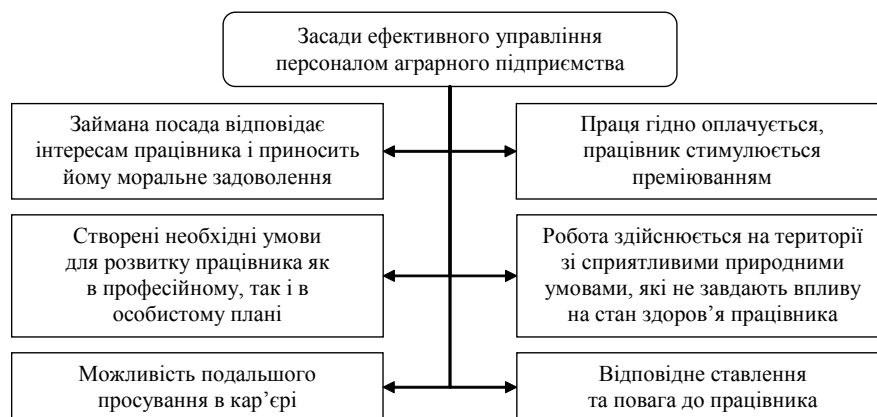 Засади ефективного управління
персоналом аграрного підприємства
Займана посада відповідає
інтересам працівника і приносить
йому моральне задоволення
Праця гідно оплачується,
працівник стимулюється
преміюванням
Створені необхідні умови
для розвитку працівника як
в професійному, так і в
особистому плані
Робота здійснюється на території
зі сприятливими природними
умовами, які не завдають впливу
на стан здоров’я працівника
Можливість подальшого
просування в кар’єрі
Відповідне ставлення
та повага до працівника